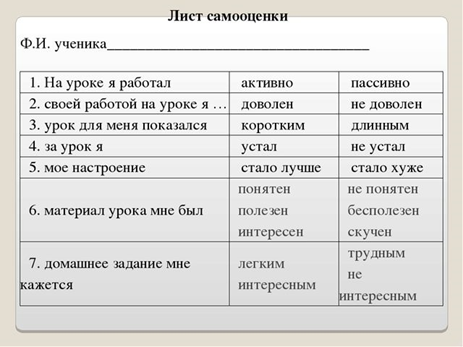 Лист самооценки
Ф.И. ученика__________________________________
1. На уроке я работал активно пассивно
2. своей работой на уроке я … доволен не доволен
3. урок для меня показался коротким длинным
4. за урок я устал не устал
5. мое настроение стало лучше стало хуже
понятен не понятен
6. материал урока мне был полезен бесполезен
интересен скучен
7. домашнее задание мне кажется легким трудным
интересным не интересным